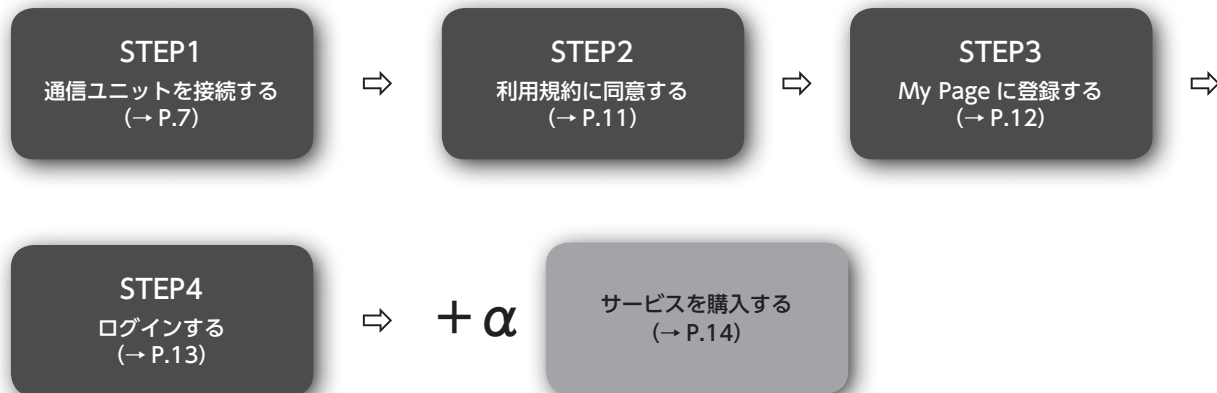 STEP1
通信ユニットを接続する
(→ P.7)
⇨
STEP2
利用規約に同意する
(→ P.11)
⇨
STEP3
My Page に登録する
(→ P.12)
⇨
STEP4
ログインする
(→ P.13)
⇨
+α
サービスを購入する
(→ P.14)